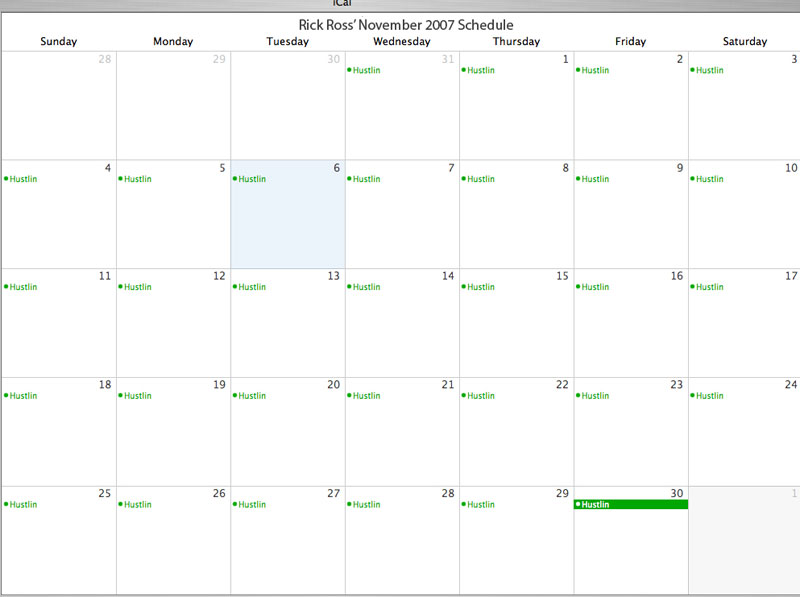 iCal
Rick Ross' November 2007 Schedule
Sunday Monday Tuesday Wednesday Thursday Friday Saturday
28 29 30 31 1 2 3
Hustlin Hustlin Hustlin Hustlin
4 5 6 7 8 9 10
Hustlin Hustlin Hustlin Hustlin Hustlin Hustlin Hustlin
11 12 13 14 15 16 17
Hustlin Hustlin Hustlin Hustlin Hustlin Hustlin Hustlin
18 19 20 21 22 23 24
Hustlin Hustlin Hustlin Hustlin Hustlin Hustlin Hustlin
25 26 27 28 29 30 1
Hustlin Hustlin Hustlin Hustlin Hustlin Hustlin